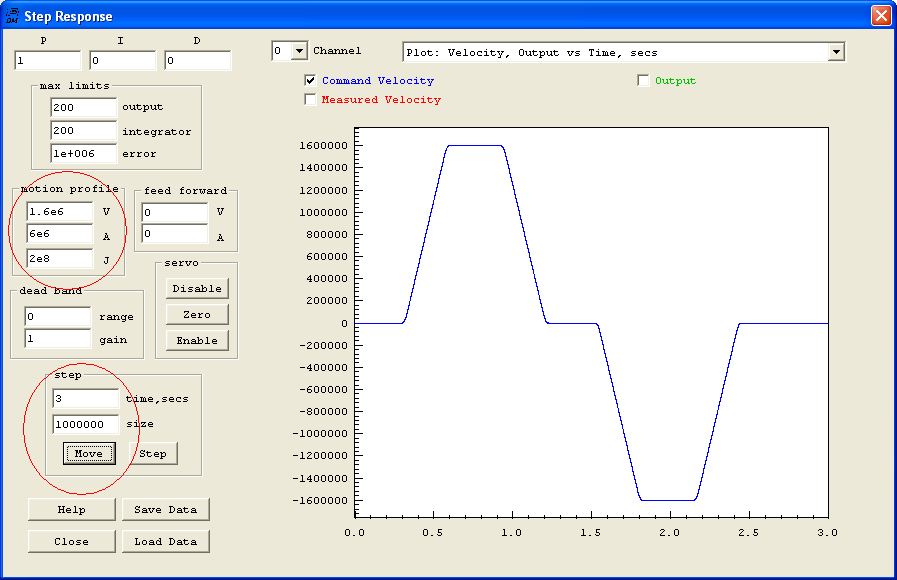 Step Response
P I D
1 0 0
0 Channel
Plot: Velocity, Output vs Time, secs
Command Velocity
Output
Measured Velocity
max limits
200 output
200 integrator
1e+006 error
motion profile
1.6e6 V
6e6 A
2e8 J
feed forward
0 V
0 A
servo
Disable
Zero
Enable
dead band
0 range
1 gain
step
3 time,secs
1000000 size
Move Step
Help Save Data
Close Load Data
1600000
1400000
1200000
1000000
800000
600000
400000
200000
0
-200000
-400000
-600000
-800000
-1000000
-1200000
-1400000
-1600000
0.0 0.5 1.0 1.5 2.0 2.5 3.0